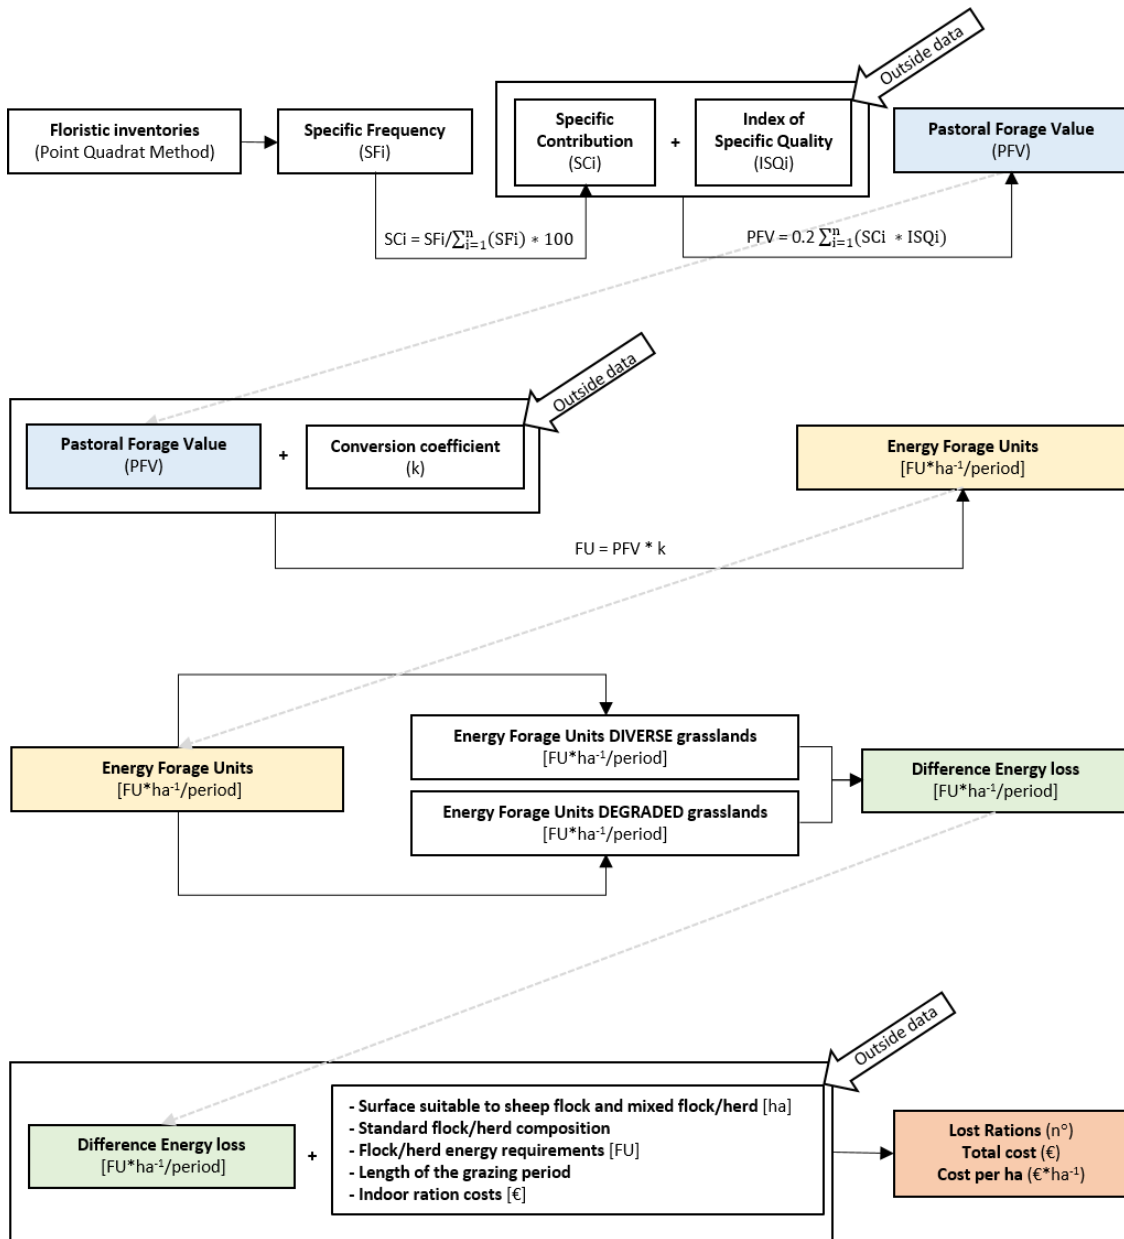 Outside data
Floristic inventories
(Point Quadrat Method)
Specific Frequency
(SFi)
Specific
Contribution
(SCi)
+
Index of
Specific Quality
(ISQi)
Pastoral Forage Value
(PFV)
SCi = SFi/∑ⁿᵢ₌₁(SFi) * 100
PFV = 0.2 ∑ⁿᵢ₌₁(SCi * ISQi)
Outside data
Pastoral Forage Value
(PFV)
+
Conversion coefficient
(k)
Energy Forage Units
[FU*ha⁻¹/period]
FU = PFV * k
Energy Forage Units
[FU*ha⁻¹/period]
Energy Forage Units DIVERSE grasslands
[FU*ha⁻¹/period]
Energy Forage Units DEGRADED grasslands
[FU*ha⁻¹/period]
Difference Energy loss
[FU*ha⁻¹/period]
Outside data
Difference Energy loss
[FU*ha⁻¹/period]
+
- Surface suitable to sheep flock and mixed flock/herd [ha]
- Standard flock/herd composition
- Flock/herd energy requirements [FU]
- Length of the grazing period
- Indoor ration costs [€]
Lost Rations (n°)
Total cost (€)
Cost per ha (€*ha⁻¹)